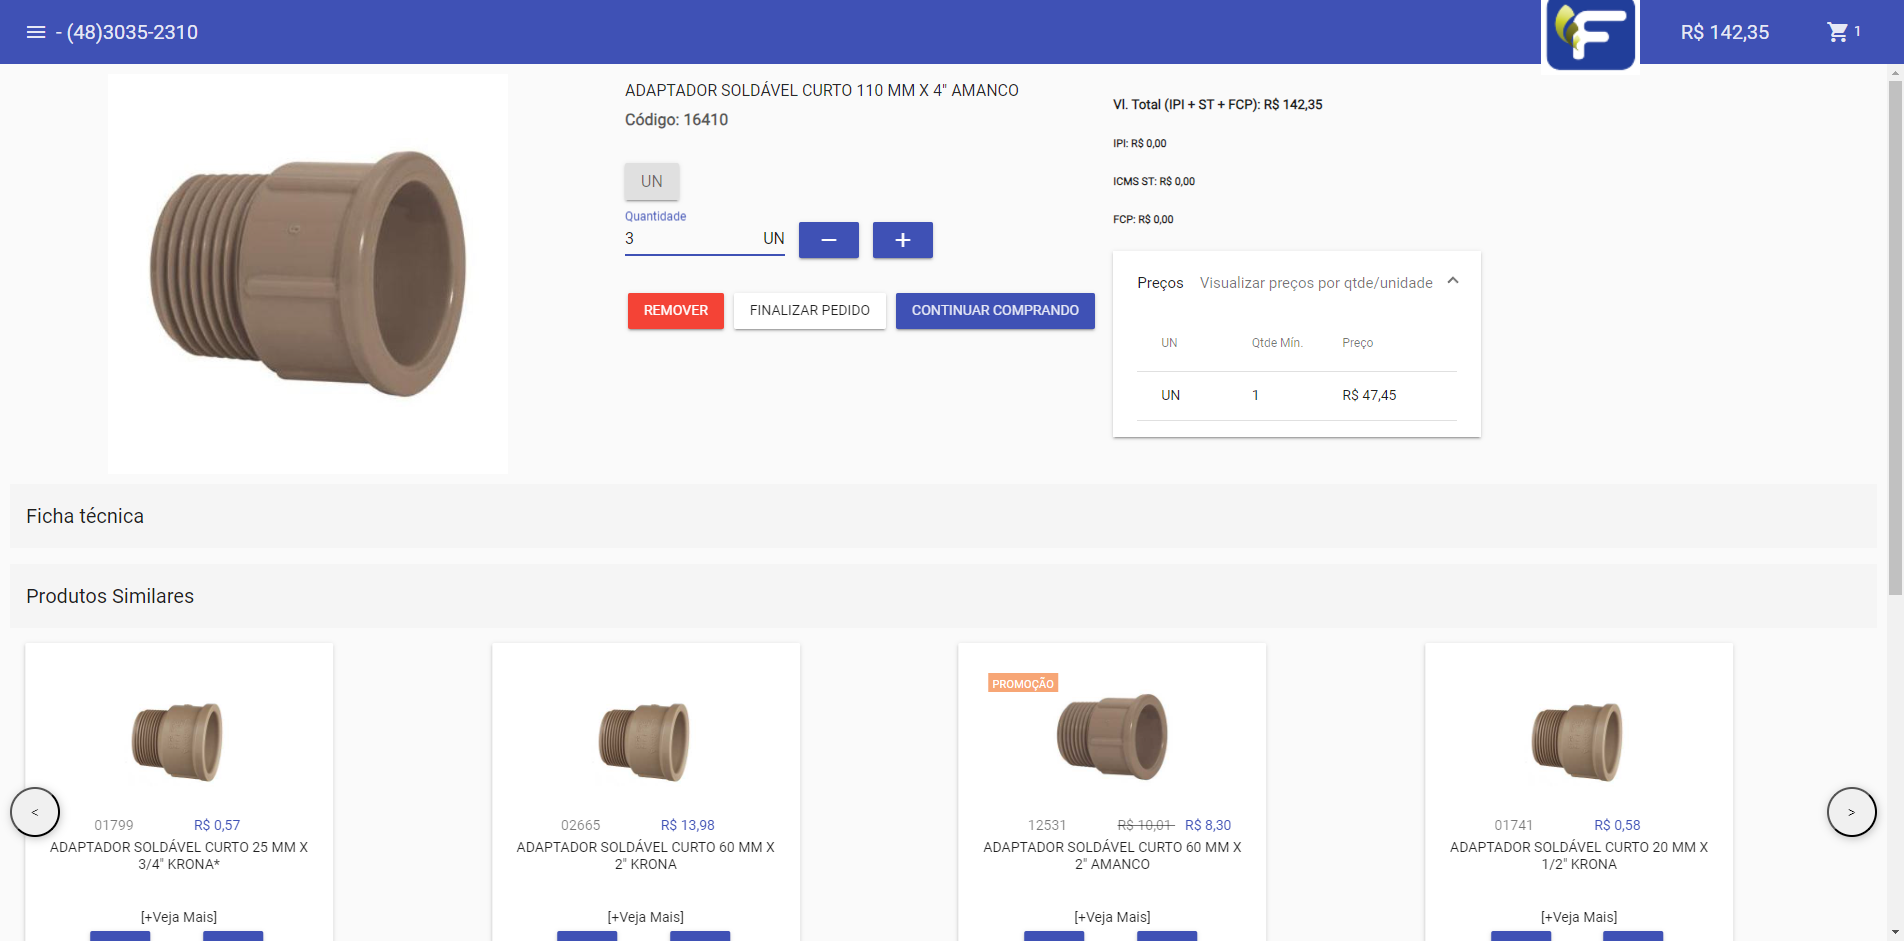 - (48)3035-2310
F
R$ 142,35
1
ADAPTADOR SOLDÁVEL CURTO 110 MM X 4" AMANCO
Código: 16410
UN
Quantidade
3 UN
REMOVER
FINALIZAR PEDIDO
CONTINUAR COMPRANDO
Vl. Total (IPI + ST + FCP): R$ 142,35
IPI: R$ 0,00
ICMS ST: R$ 0,00
FCP: R$ 0,00
Preços Visualizar preços por qtde/unidade
UN Qtde Mín. Preço
UN 1 R$ 47,45
Ficha técnica
Produtos Similares
<
01799 R$ 0,57
ADAPTADOR SOLDÁVEL CURTO 25 MM X
3/4" KRONA*
[+Veja Mais]
02665 R$ 13,98
ADAPTADOR SOLDÁVEL CURTO 60 MM X
2" KRONA
[+Veja Mais]
PROMOÇÃO
12531 R$ 10,01 R$ 8,30
ADAPTADOR SOLDÁVEL CURTO 60 MM X
2" AMANCO
[+Veja Mais]
01741 R$ 0,58
ADAPTADOR SOLDÁVEL CURTO 20 MM X
1/2" KRONA
[+Veja Mais]
>